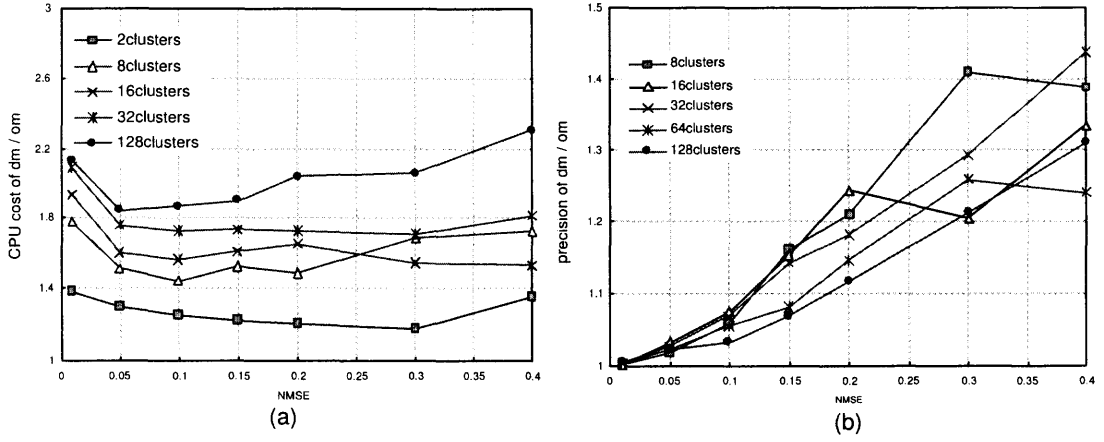 3
2.6
2.2
1.8
1.4
1
CPU cost of dm / om
2clusters
8clusters
16clusters
32clusters
128clusters
0
0.05
0.1
0.15
0.2
0.25
0.3
0.35
0.4
NMSE
(a)
1.5
1.4
1.3
1.2
1.1
1
precision of dm / om
8clusters
16clusters
32clusters
64clusters
128clusters
0
0.05
0.1
0.15
0.2
0.25
0.3
0.35
0.4
NMSE
(b)